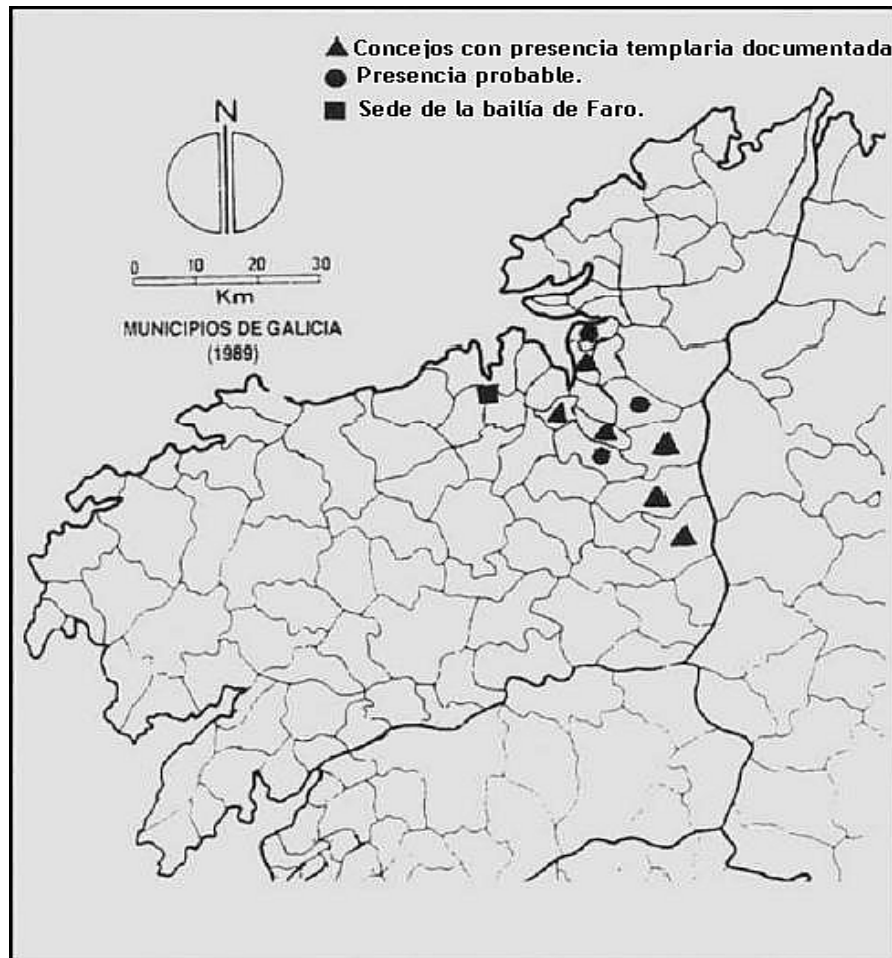 Concejos con presencia templaria documentada
Presencia probable.
Sede de la bailía de Faro.
N
0 10 20 30
Km
MUNICIPIOS DE GALICIA
(1989)